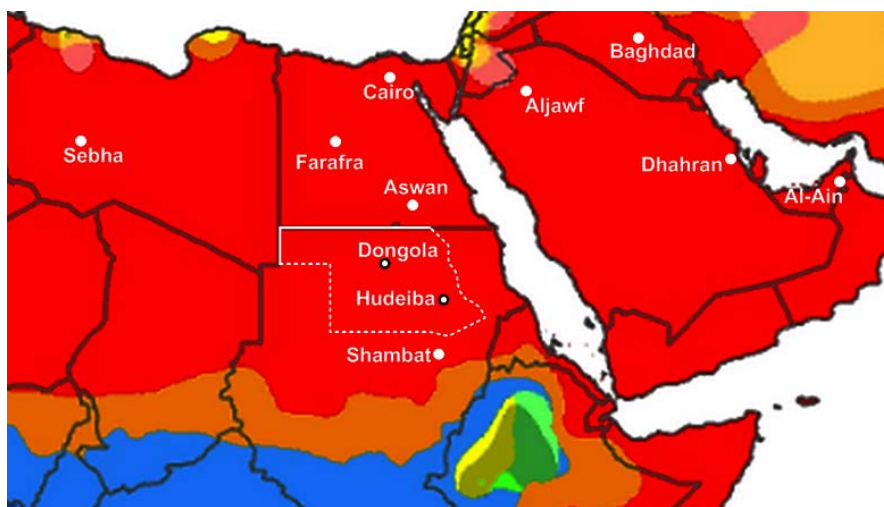 Baghdad
Cairo
Aljawf
Sebha
Farafra
Dhahran
Aswan
Al-Ain
Dongola
Hudeiba
Shambat